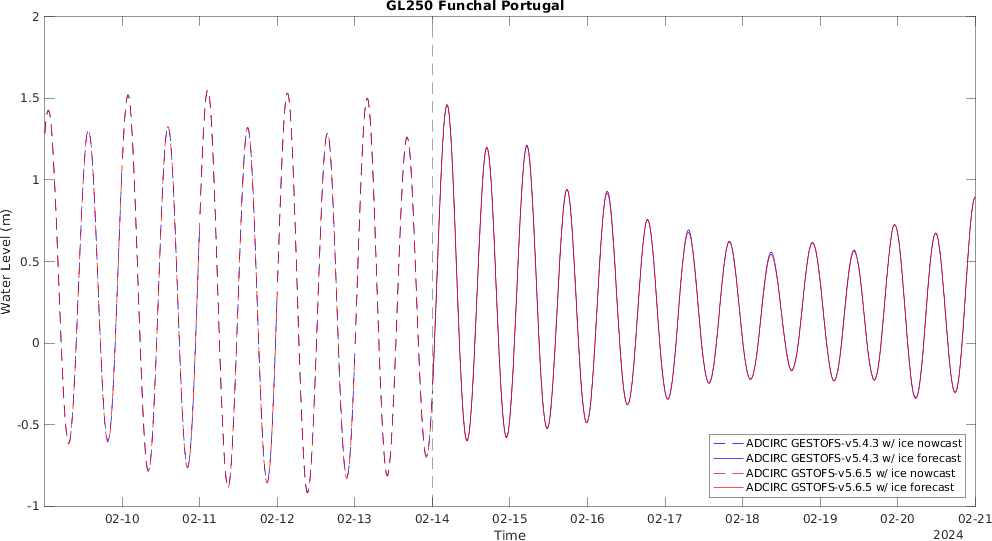 GL250 Funchal Portugal
2
1.5
1
0.5
0
-0.5
-1
Water Level (m)
ADCIRC GESTOFS-v5.4.3 w/ ice nowcast
ADCIRC GESTOFS-v5.4.3 w/ ice forecast
ADCIRC GSTOFS-v5.6.5 w/ ice nowcast
ADCIRC GSTOFS-v5.6.5 w/ ice forecast
02-10 02-11 02-12 02-13 02-14 02-15 02-16 02-17 02-18 02-19 02-20 02-21
Time
2024